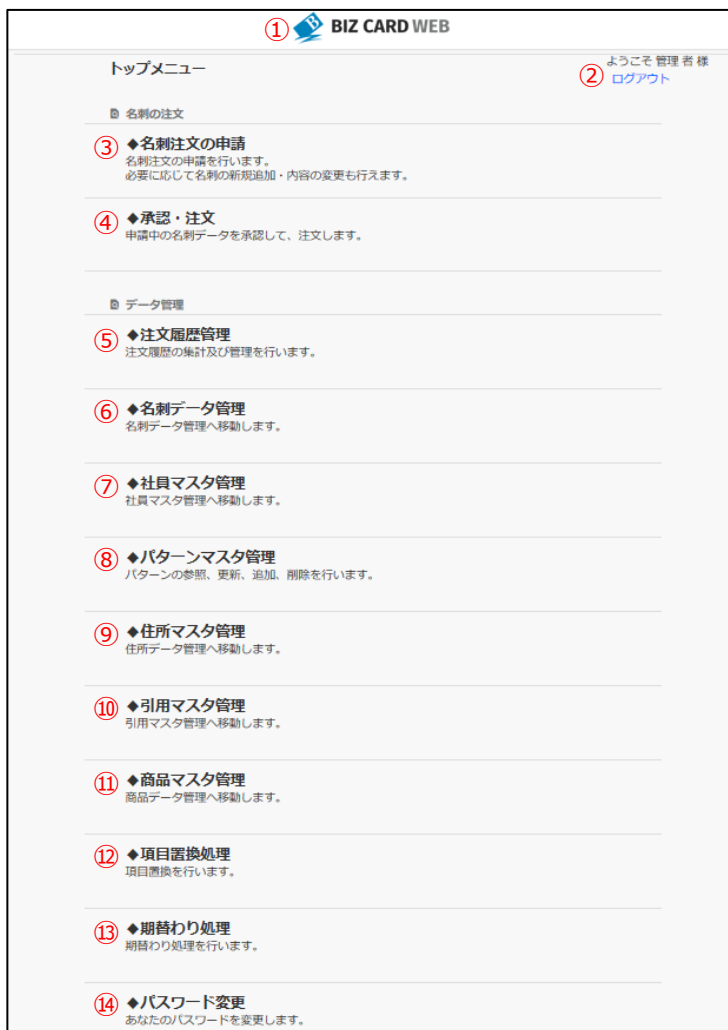 ① BIZ CARD WEB
トップメニュー
ようこそ 管理 者 様
② ログアウト
名刺の注文
③ ◆名刺注文の申請
名刺注文の申請を行います。
必要に応じて名刺の新規追加・内容の変更も行えます。
④ ◆承認・注文
申請中の名刺データを承認して、注文します。
データ管理
⑤ ◆注文履歴管理
注文履歴の集計及び管理を行います。
⑥ ◆名刺データ管理
名刺データ管理へ移動します。
⑦ ◆社員マスタ管理
社員マスタ管理へ移動します。
⑧ ◆パターンマスタ管理
パターンの参照、更新、追加、削除を行います。
⑨ ◆住所マスタ管理
住所データ管理へ移動します。
⑩ ◆引用マスタ管理
引用マスタ管理へ移動します。
⑪ ◆商品マスタ管理
商品データ管理へ移動します。
⑫ ◆項目置換処理
項目置換を行います。
⑬ ◆期替わり処理
期替わり処理を行います。
⑭ ◆パスワード変更
あなたのパスワードを変更します。